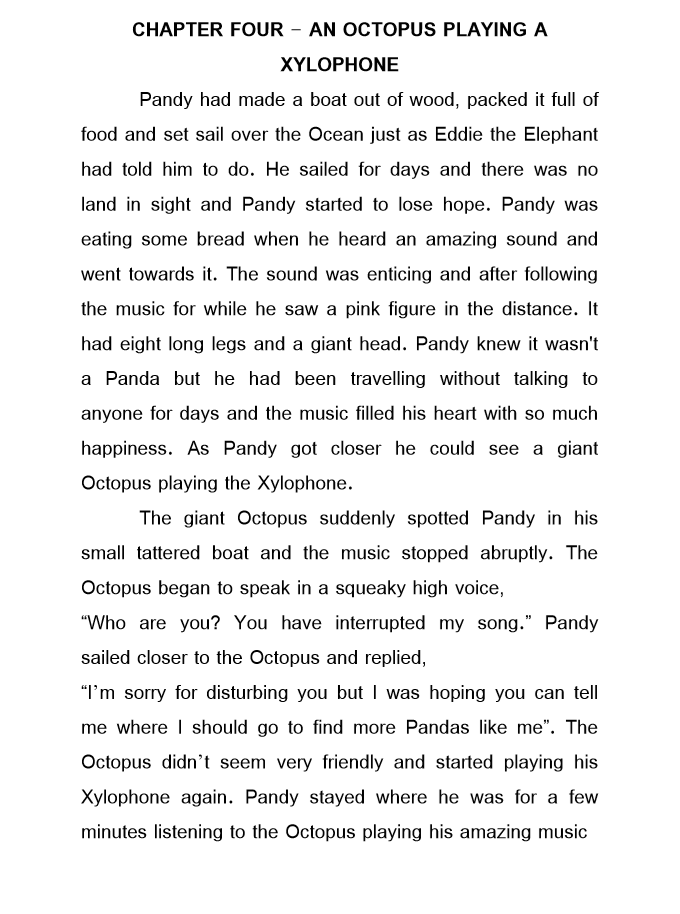 CHAPTER FOUR – AN OCTOPUS PLAYING A
XYLOPHONE
Pandy had made a boat out of wood, packed it full of
food and set sail over the Ocean just as Eddie the Elephant
had told him to do. He sailed for days and there was no
land in sight and Pandy started to lose hope. Pandy was
eating some bread when he heard an amazing sound and
went towards it. The sound was enticing and after following
the music for while he saw a pink figure in the distance. It
had eight long legs and a giant head. Pandy knew it wasn't
a Panda but he had been travelling without talking to
anyone for days and the music filled his heart with so much
happiness. As Pandy got closer he could see a giant
Octopus playing the Xylophone.
The giant Octopus suddenly spotted Pandy in his
small tattered boat and the music stopped abruptly. The
Octopus began to speak in a squeaky high voice,
“Who are you? You have interrupted my song.” Pandy
sailed closer to the Octopus and replied,
“I’m sorry for disturbing you but I was hoping you can tell
me where I should go to find more Pandas like me”. The
Octopus didn’t seem very friendly and started playing his
Xylophone again. Pandy stayed where he was for a few
minutes listening to the Octopus playing his amazing music